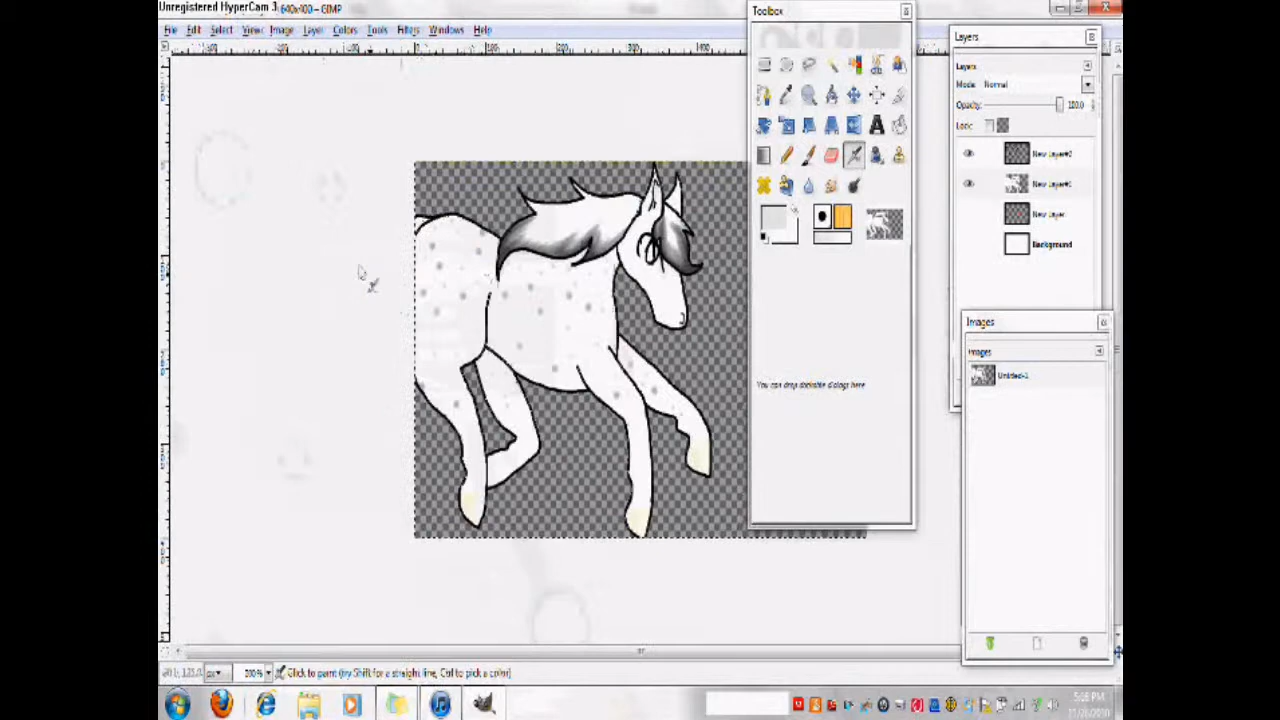 Unregistered HyperCam 3
640x400 – GIMP
File Edit Select View Image Layer Colors Tools Filters Windows Help
Toolbox
You can drop dockable dialogs here
Layers
Layers
Mode: Normal
Opacity: 100.0
Lock:
New Layer#2
New Layer#1
New Layer
Background
Images
Images
Untitled-1
px 200% Click to paint (try Shift for a straight line, Ctrl to pick a color)